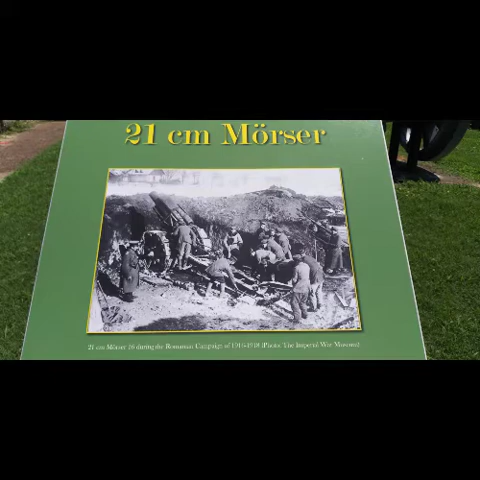 21 cm Mörser
21 cm Mörser 16 during the Romanian Campaign of 1916-1918 (Photo: The Imperial War Museum)